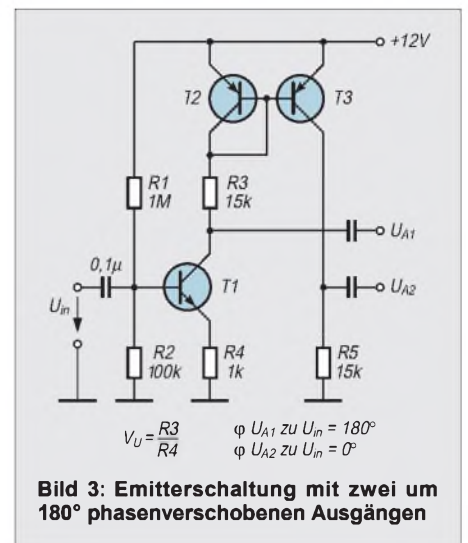 +12V
T2
T3
R1
1M
R3
15k
U_A1
0,1µ
T1
U_A2
U_in
R2
100k
R4
1k
R5
15k
V_U = R3/R4
φ U_A1 zu U_in = 180°
φ U_A2 zu U_in = 0°
Bild 3: Emitterschaltung mit zwei um
180° phasenverschobenen Ausgängen